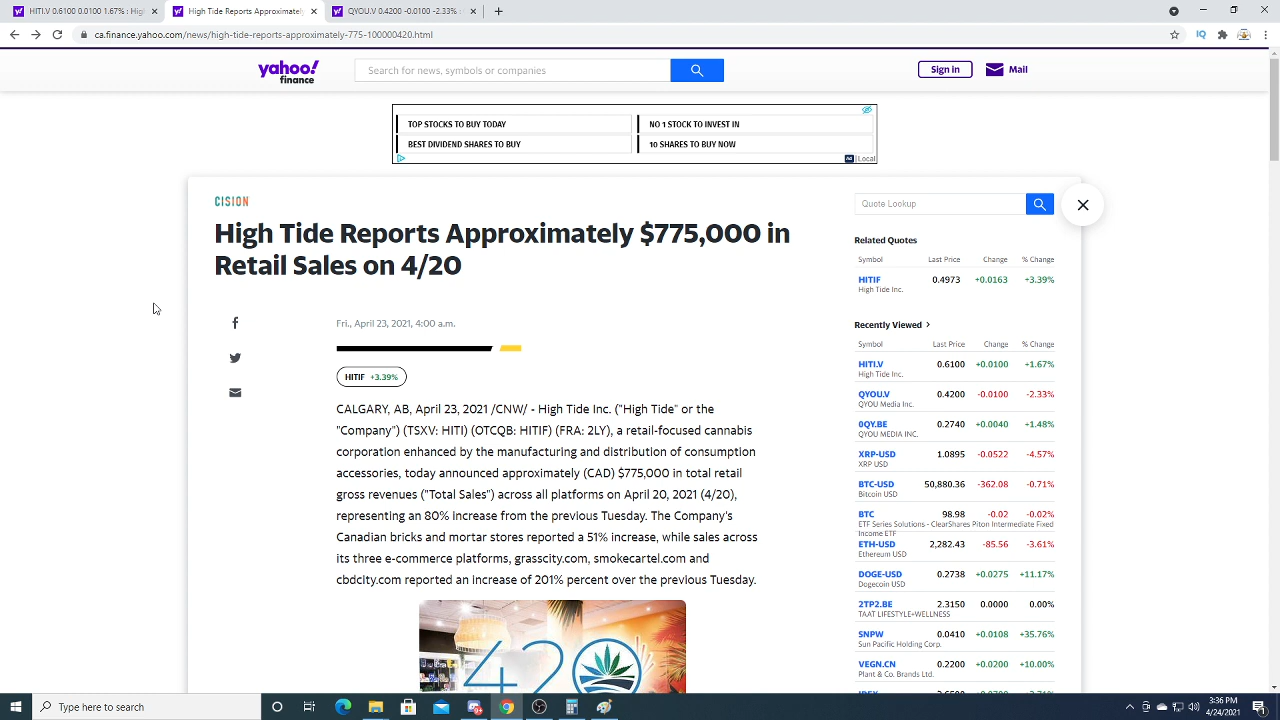 HITI.V 0.6100 0.0100 1.67% : Hig
High Tide Reports Approximately
QYOU.V 0.4200 -0.0100 -2.33% :
ca.finance.yahoo.com/news/high-tide-reports-approximately-775-100000420.html
IQ
yahoo!
finance
Search for news, symbols or companies
Sign in
Mail
TOP STOCKS TO BUY TODAY
NO 1 STOCK TO INVEST IN
BEST DIVIDEND SHARES TO BUY
10 SHARES TO BUY NOW
Ad | Local
CISION
High Tide Reports Approximately $775,000 in
Retail Sales on 4/20
Fri., April 23, 2021, 4:00 a.m.
HITIF +3.39%
CALGARY, AB, April 23, 2021 /CNW/ - High Tide Inc. ("High Tide" or the
"Company") (TSXV: HITI) (OTCQB: HITIF) (FRA: 2LY), a retail-focused cannabis
corporation enhanced by the manufacturing and distribution of consumption
accessories, today announced approximately (CAD) $775,000 in total retail
gross revenues ("Total Sales") across all platforms on April 20, 2021 (4/20),
representing an 80% increase from the previous Tuesday. The Company's
Canadian bricks and mortar stores reported a 51% increase, while sales across
its three e-commerce platforms, grasscity.com, smokecartel.com and
cbdcity.com reported an increase of 201% percent over the previous Tuesday.
420
Quote Lookup
Related Quotes
Symbol Last Price Change % Change
HITIF 0.4973 +0.0163 +3.39%
High Tide Inc.
Recently Viewed
Symbol Last Price Change % Change
HITI.V 0.6100 +0.0100 +1.67%
High Tide Inc.
QYOU.V 0.4200 -0.0100 -2.33%
QYOU Media Inc.
0QY.BE 0.2740 +0.0040 +1.48%
QYOU MEDIA INC.
XRP-USD 1.0895 -0.0522 -4.57%
XRP USD
BTC-USD 50,880.36 -362.08 -0.71%
Bitcoin USD
BTC 98.98 -0.02 -0.02%
ETF Series Solutions - ClearShares Piton Intermediate Fixed
Income ETF
ETH-USD 2,282.43 -85.56 -3.61%
Ethereum USD
DOGE-USD 0.2738 +0.0275 +11.17%
Dogecoin USD
2TP2.BE 2.3150 0.0000 0.00%
TAAT LIFESTYLE+WELLNESS
SNPW 0.0410 +0.0108 +35.76%
Sun Pacific Holding Corp.
VEGN.CN 0.2200 +0.0200 +10.00%
Plant & Co. Brands Ltd.
Type here to search
3:36 PM
4/24/2021